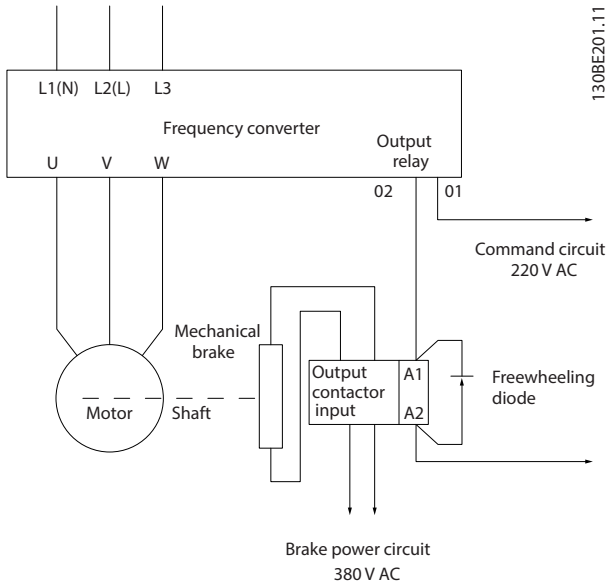 130BE201.11
L1(N) L2(L) L3
Frequency converter
Output
relay
U V W
02 01
Command circuit
220 V AC
Mechanical
brake
Output
contactor
input
A1
A2
Freewheeling
diode
Motor
Shaft
Brake power circuit
380 V AC